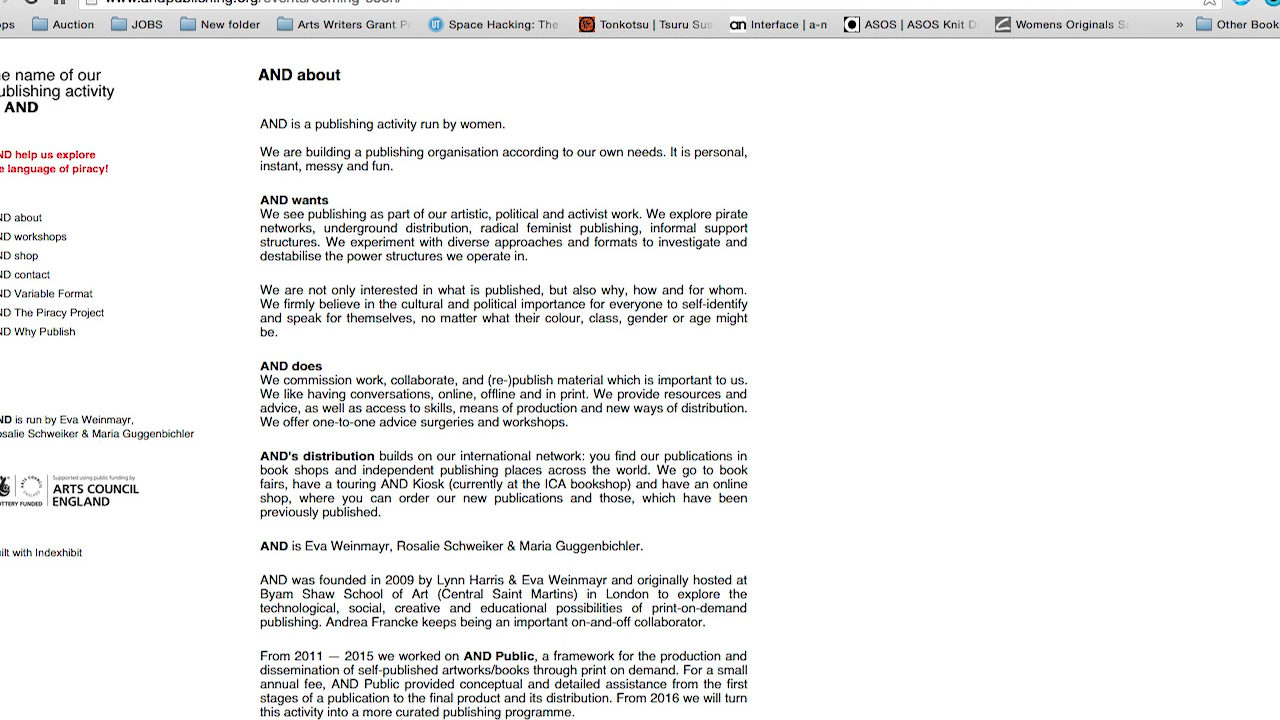 Auction
JOBS
New folder
Arts Writers Grant
Space Hacking: The
Tonkotsu | Tsuru Sus
an Interface | a-n
ASOS | ASOS Knit D
Womens Originals
» Other Book
name of our
publishing activity
AND
help us explore
language of piracy!
about
workshops
shop
contact
Variable Format
The Piracy Project
Why Publish
is run by Eva Weinmayr,
Schweiker & Maria Guggenbichler
Supported using public funding by
ARTS COUNCIL
ENGLAND
LOTTERY FUNDED
with Indexhibit
AND about
AND is a publishing activity run by women.
We are building a publishing organisation according to our own needs. It is personal,
instant, messy and fun.
AND wants
We see publishing as part of our artistic, political and activist work. We explore pirate
networks, underground distribution, radical feminist publishing, informal support
structures. We experiment with diverse approaches and formats to investigate and
destabilise the power structures we operate in.
We are not only interested in what is published, but also why, how and for whom.
We firmly believe in the cultural and political importance for everyone to self-identify
and speak for themselves, no matter what their colour, class, gender or age might
be.
AND does
We commission work, collaborate, and (re-)publish material which is important to us.
We like having conversations, online, offline and in print. We provide resources and
advice, as well as access to skills, means of production and new ways of distribution.
We offer one-to-one advice surgeries and workshops.
AND's distribution builds on our international network: you find our publications in
book shops and independent publishing places across the world. We go to book
fairs, have a touring AND Kiosk (currently at the ICA bookshop) and have an online
shop, where you can order our new publications and those, which have been
previously published.
AND is Eva Weinmayr, Rosalie Schweiker & Maria Guggenbichler.
AND was founded in 2009 by Lynn Harris & Eva Weinmayr and originally hosted at
Byam Shaw School of Art (Central Saint Martins) in London to explore the
technological, social, creative and educational possibilities of print-on-demand
publishing. Andrea Francke keeps being an important on-and-off collaborator.
From 2011 — 2015 we worked on AND Public, a framework for the production and
dissemination of self-published artworks/books through print on demand. For a small
annual fee, AND Public provided conceptual and detailed assistance from the first
stages of a publication to the final product and its distribution. From 2016 we will turn
this activity into a more curated publishing programme.